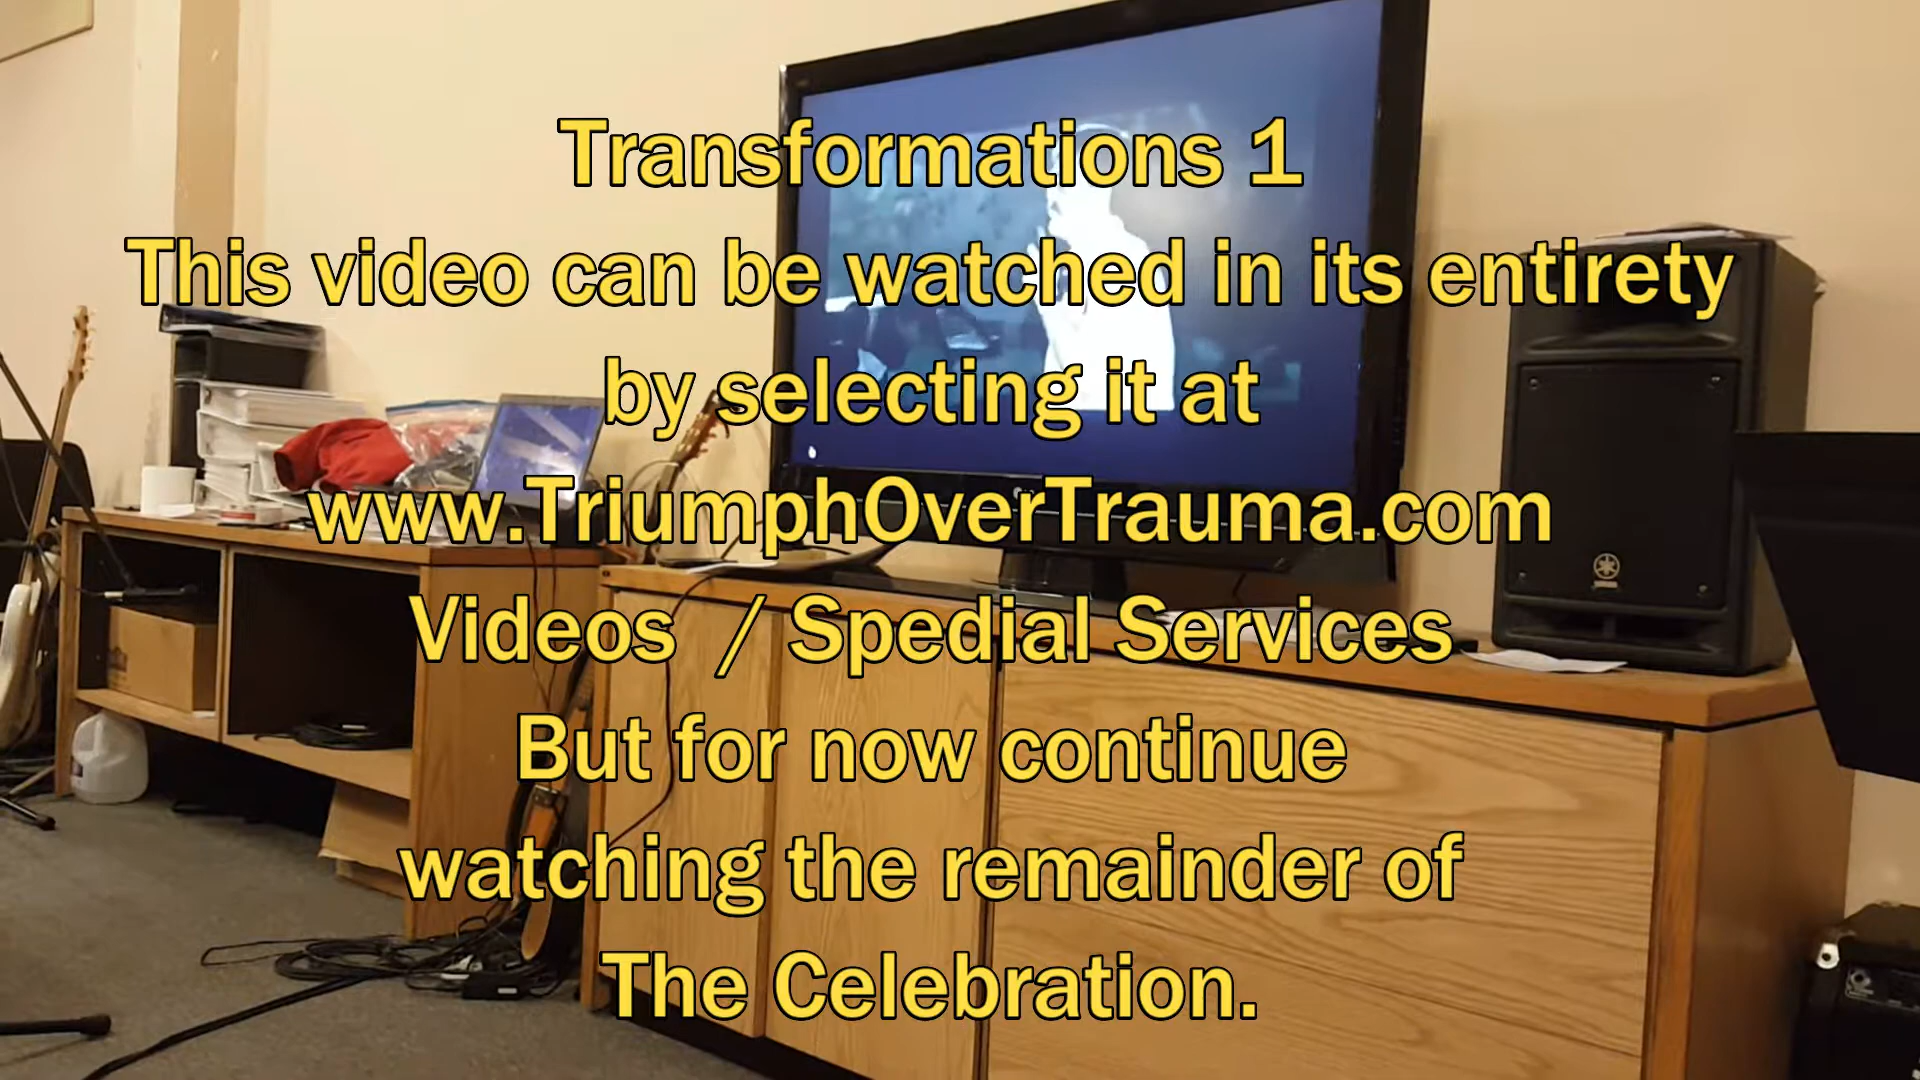 Transformations 1
This video can be watched in its entirety
by selecting it at
www.TriumphOverTrauma.com
Videos / Spedial Services
But for now continue
watching the remainder of
The Celebration.